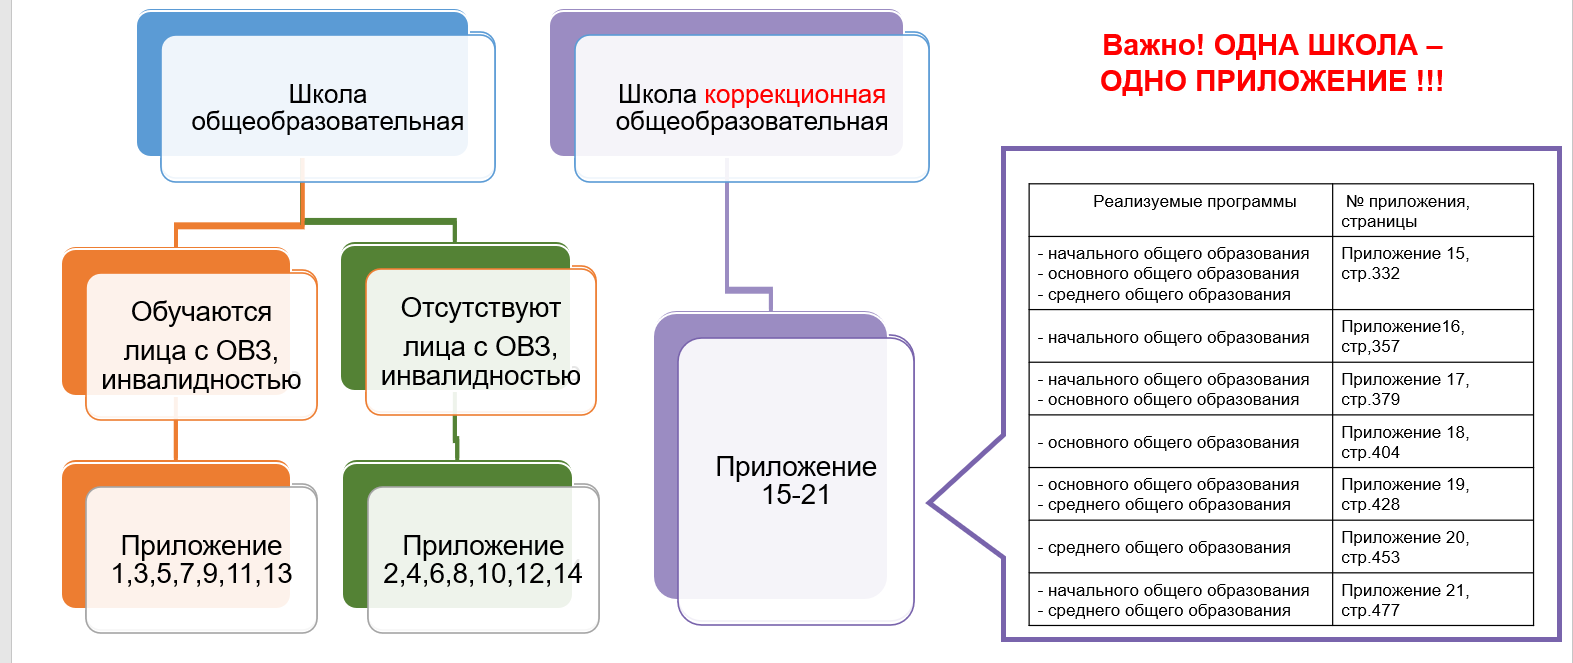 Школа
общеобразовательная
Школа коррекционная
общеобразовательная
Важно! ОДНА ШКОЛА –
ОДНО ПРИЛОЖЕНИЕ !!!
Обучаются
лица с ОВЗ,
инвалидностью
Отсутствуют
лица с ОВЗ,
инвалидностью
Приложение
1,3,5,7,9,11,13
Приложение
2,4,6,8,10,12,14
Приложение
15-21
Реализуемые программы
№ приложения,
страницы
- начального общего образования
- основного общего образования
- среднего общего образования
Приложение 15,
стр.332
- начального общего образования
Приложение16,
стр,357
- начального общего образования
- основного общего образования
Приложение 17,
стр.379
- основного общего образования
Приложение 18,
стр.404
- основного общего образования
- среднего общего образования
Приложение 19,
стр.428
- среднего общего образования
Приложение 20,
стр.453
- начального общего образования
- среднего общего образования
Приложение 21,
стр.477